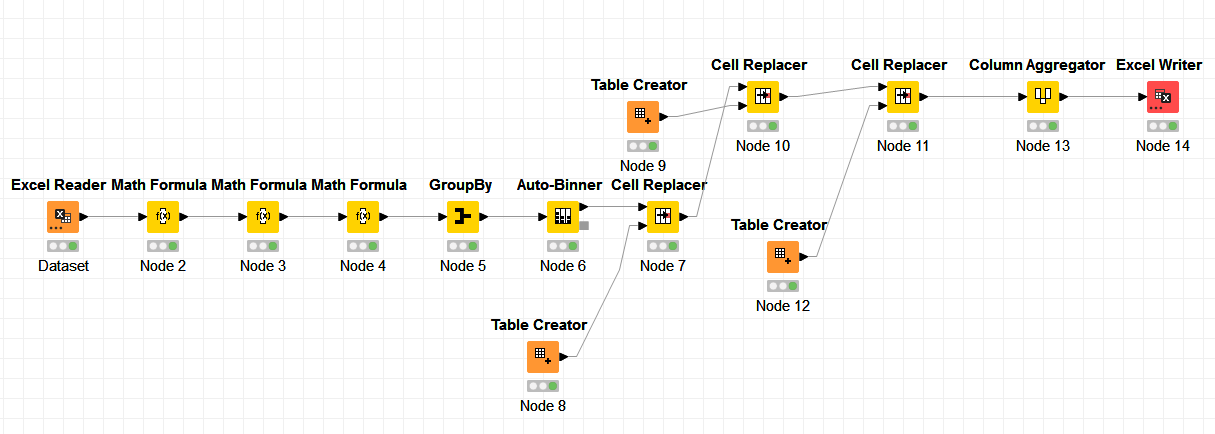 Cell Replacer
Cell Replacer
Column Aggregator
Excel Writer
Table Creator
Node 10
Node 11
Node 13
Node 14
Node 9
Excel Reader
Math Formula
Math Formula
Math Formula
GroupBy
Auto-Binner
Cell Replacer
f(x)
f(x)
f(x)
Table Creator
Dataset
Node 2
Node 3
Node 4
Node 5
Node 6
Node 7
Node 12
Table Creator
Node 8